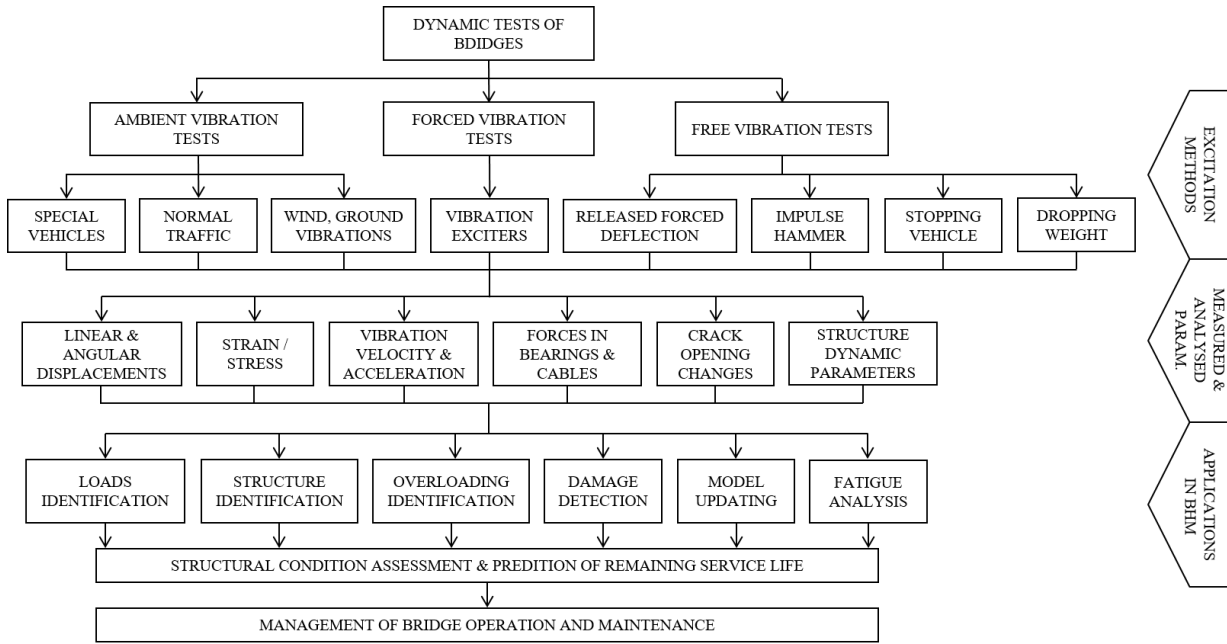 DYNAMIC TESTS OF
BDIDGES
AMBIENT VIBRATION
TESTS
FORCED VIBRATION
TESTS
FREE VIBRATION TESTS
SPECIAL
VEHICLES
NORMAL
TRAFFIC
WIND, GROUND
VIBRATIONS
VIBRATION
EXCITERS
RELEASED FORCED
DEFLECTION
IMPULSE
HAMMER
STOPPING
VEHICLE
DROPPING
WEIGHT
EXCITATION
METHODS
LINEAR &
ANGULAR
DISPLACEMENTS
STRAIN /
STRESS
VIBRATION
VELOCITY &
ACCELERATION
FORCES IN
BEARINGS &
CABLES
CRACK
OPENING
CHANGES
STRUCTURE
DYNAMIC
PARAMETERS
MEASURED &
ANALYSED
PARAM.
LOADS
IDENTIFICATION
STRUCTURE
IDENTIFICATION
OVERLOADING
IDENTIFICATION
DAMAGE
DETECTION
MODEL
UPDATING
FATIGUE
ANALYSIS
APPLICATIONS
IN BHM
STRUCTURAL CONDITION ASSESSMENT & PREDITION OF REMAINING SERVICE LIFE
MANAGEMENT OF BRIDGE OPERATION AND MAINTENANCE